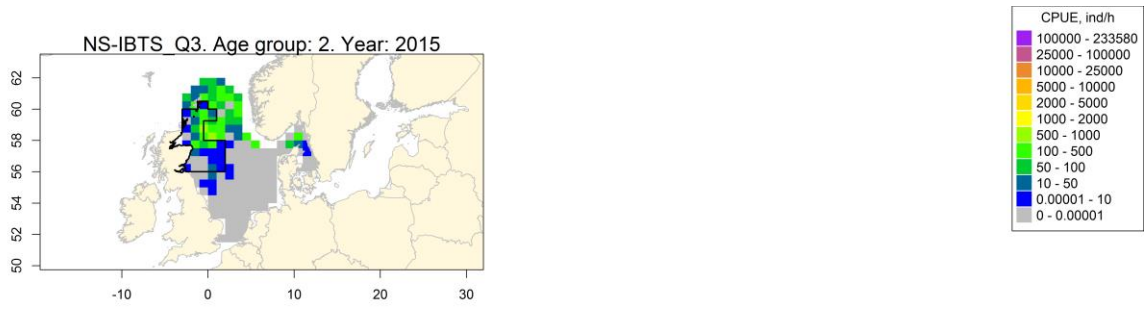 NS-IBTS_Q3. Age group: 2. Year: 2015
62
60
58
56
54
52
50
-10 0 10 20 30
CPUE, ind/h
100000 - 233580
25000 - 100000
10000 - 25000
5000 - 10000
2000 - 5000
1000 - 2000
500 - 1000
100 - 500
50 - 100
10 - 50
0.00001 - 10
0 - 0.00001